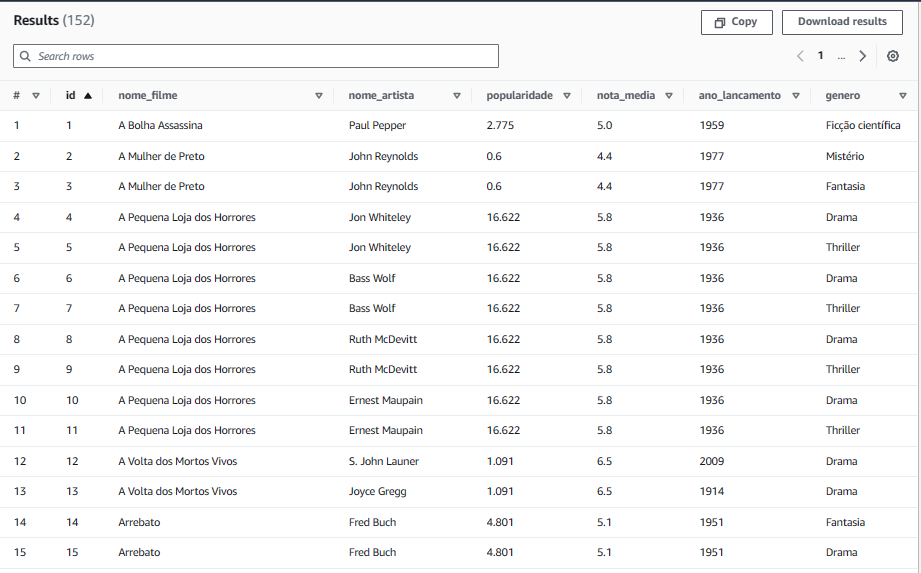 Results (152)
Copy
Download results
Search rows
1 ...
# id nome_filme nome_artista popularidade nota_media ano_lancamento genero
1 1 A Bolha Assassina Paul Pepper 2.775 5.0 1959 Ficção científica
2 2 A Mulher de Preto John Reynolds 0.6 4.4 1977 Mistério
3 3 A Mulher de Preto John Reynolds 0.6 4.4 1977 Fantasia
4 4 A Pequena Loja dos Horrores Jon Whiteley 16.622 5.8 1936 Drama
5 5 A Pequena Loja dos Horrores Jon Whiteley 16.622 5.8 1936 Thriller
6 6 A Pequena Loja dos Horrores Bass Wolf 16.622 5.8 1936 Drama
7 7 A Pequena Loja dos Horrores Bass Wolf 16.622 5.8 1936 Thriller
8 8 A Pequena Loja dos Horrores Ruth McDevitt 16.622 5.8 1936 Drama
9 9 A Pequena Loja dos Horrores Ruth McDevitt 16.622 5.8 1936 Thriller
10 10 A Pequena Loja dos Horrores Ernest Maupain 16.622 5.8 1936 Drama
11 11 A Pequena Loja dos Horrores Ernest Maupain 16.622 5.8 1936 Thriller
12 12 A Volta dos Mortos Vivos S. John Launer 1.091 6.5 2009 Drama
13 13 A Volta dos Mortos Vivos Joyce Gregg 1.091 6.5 1914 Drama
14 14 Arrebato Fred Buch 4.801 5.1 1951 Fantasia
15 15 Arrebato Fred Buch 4.801 5.1 1951 Drama